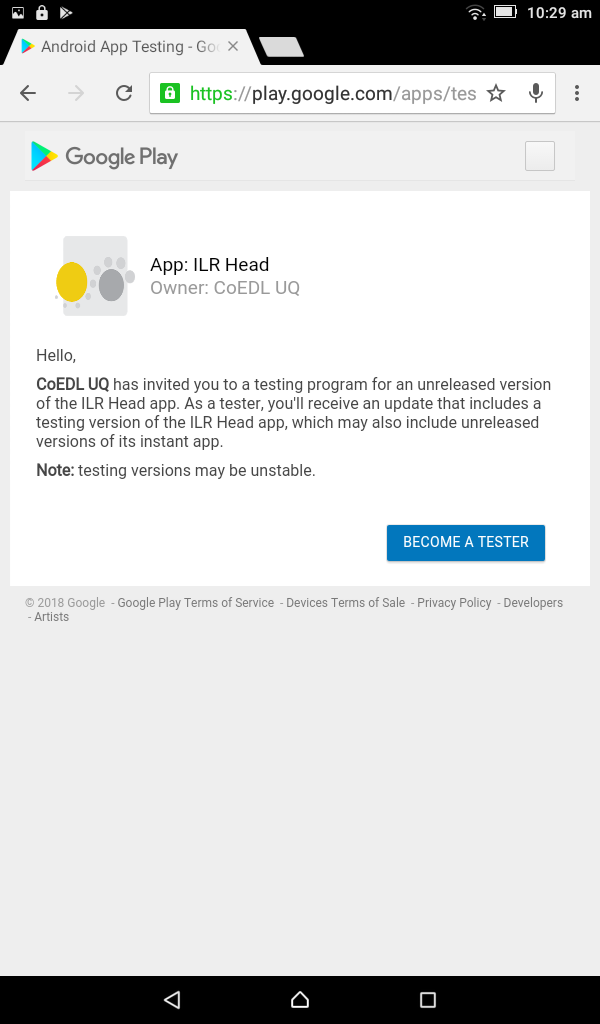 10:29 am
Android App Testing - Goo
https://play.google.com/apps/tes
Google Play
App: ILR Head
Owner: CoEDL UQ
Hello,
CoEDL UQ has invited you to a testing program for an unreleased version
of the ILR Head app. As a tester, you'll receive an update that includes a
testing version of the ILR Head app, which may also include unreleased
versions of its instant app.
Note: testing versions may be unstable.
BECOME A TESTER
© 2018 Google - Google Play Terms of Service - Devices Terms of Sale - Privacy Policy - Developers
- Artists